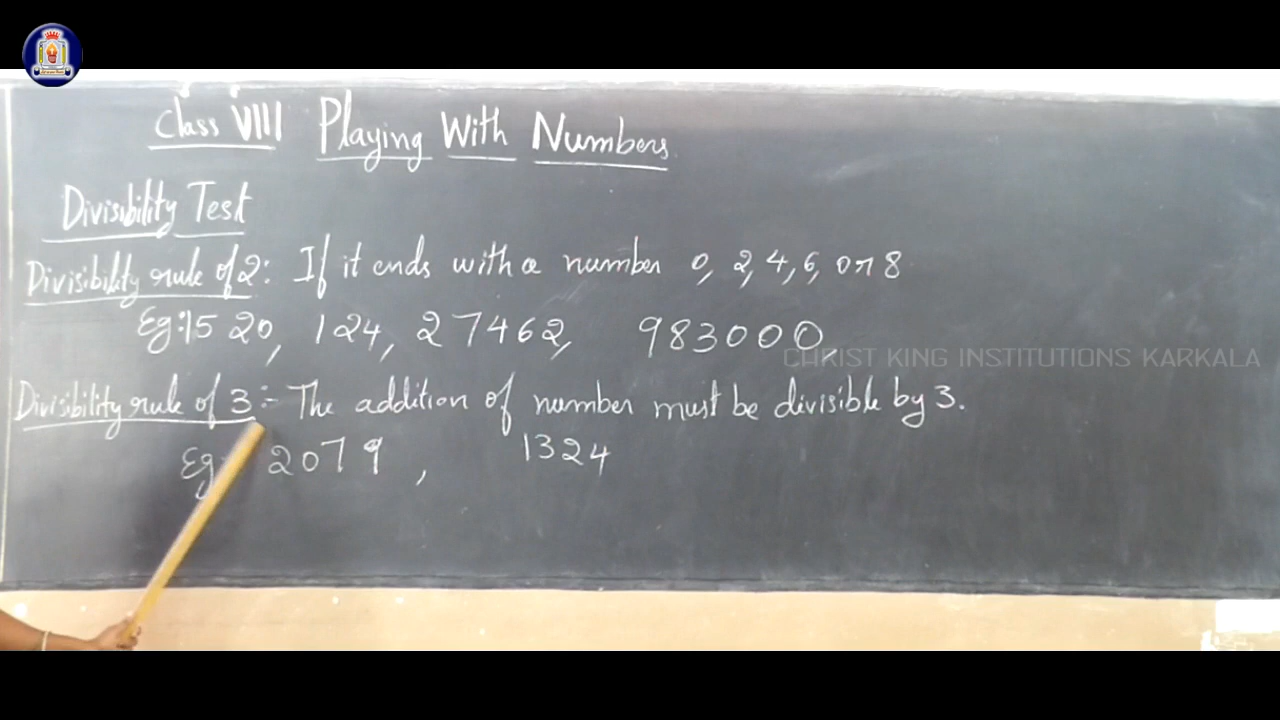 Class VIII Playing With Numbers
Divisibility Test
Divisibility rule of 2: If it ends with a number 0, 2, 4, 6, or 8
Eg: 1520, 124, 27462, 983000
CHRIST KING INSTITUTIONS KARKALA
Divisibility rule of 3:- The addition of number must be divisible by 3.
Eg: 2079, 1324